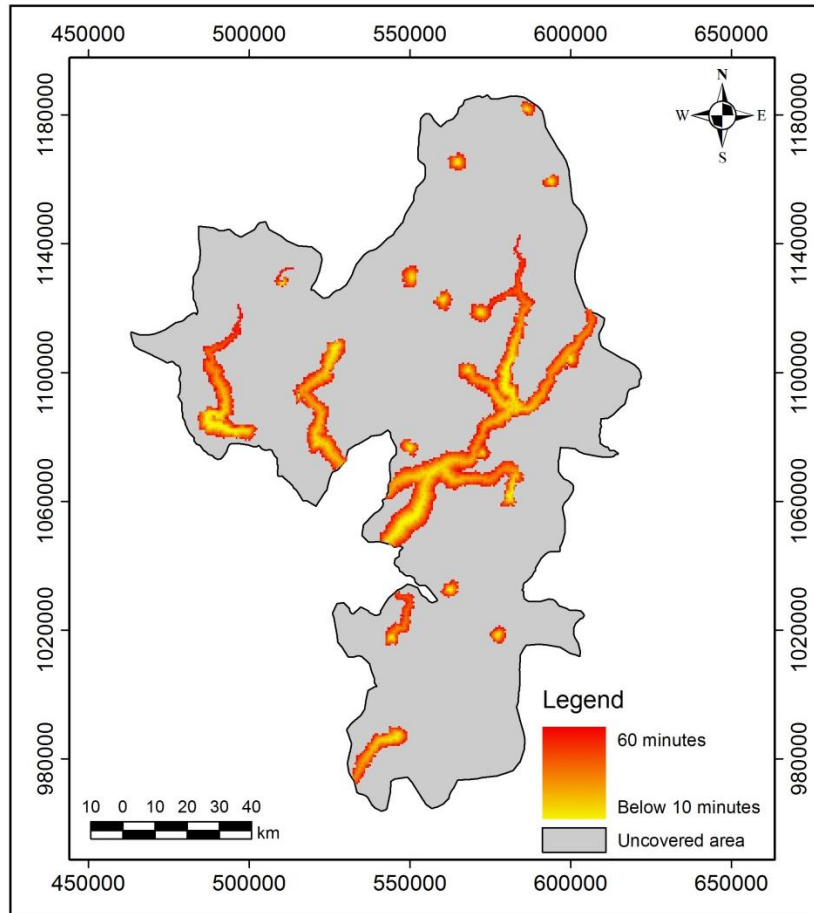 450000 500000 550000 600000 650000
N
W E
S
1180000 1180000
1140000 1140000
1100000 1100000
1060000 1060000
1020000 1020000
980000 980000
Legend
60 minutes
Below 10 minutes
Uncovered area
10 0 10 20 30 40
km
450000 500000 550000 600000 650000